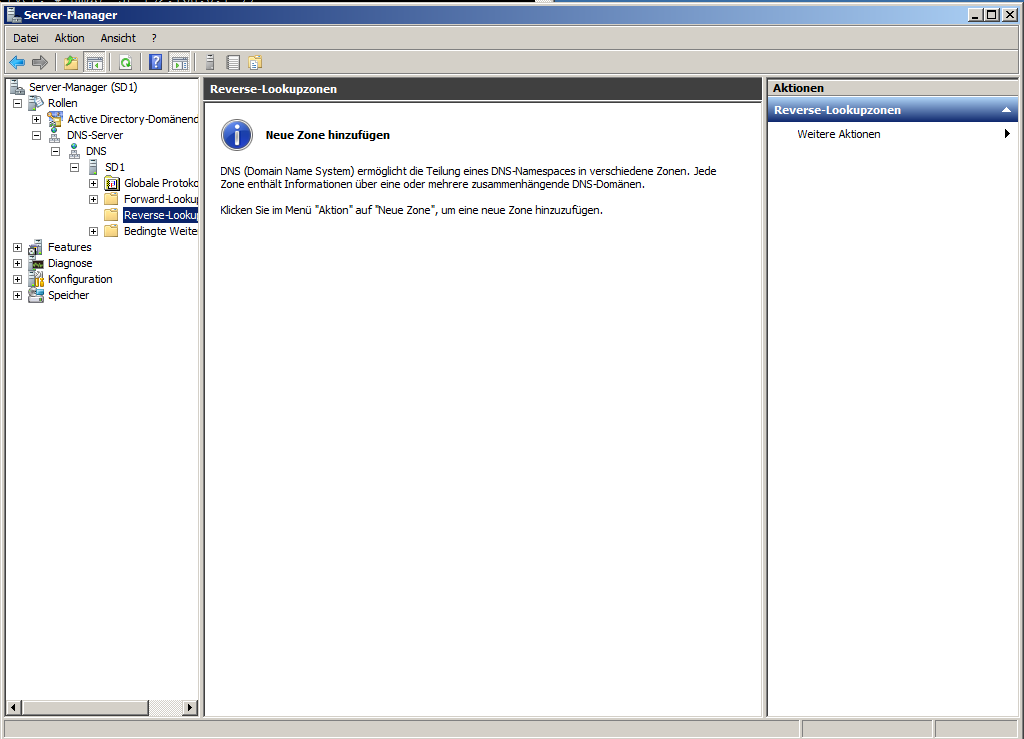 Server-Manager
Datei Aktion Ansicht ?
Server-Manager (SD1)
Rollen
Active Directory-Domänend
DNS-Server
DNS
SD1
Globale Protoko
Forward-Looku
Reverse-Looku
Bedingte Weite
Features
Diagnose
Konfiguration
Speicher
Reverse-Lookupzonen
Neue Zone hinzufügen
DNS (Domain Name System) ermöglicht die Teilung eines DNS-Namespaces in verschiedene Zonen. Jede
Zone enthält Informationen über eine oder mehrere zusammenhängende DNS-Domänen.
Klicken Sie im Menü "Aktion" auf "Neue Zone", um eine neue Zone hinzuzufügen.
Aktionen
Reverse-Lookupzonen
Weitere Aktionen